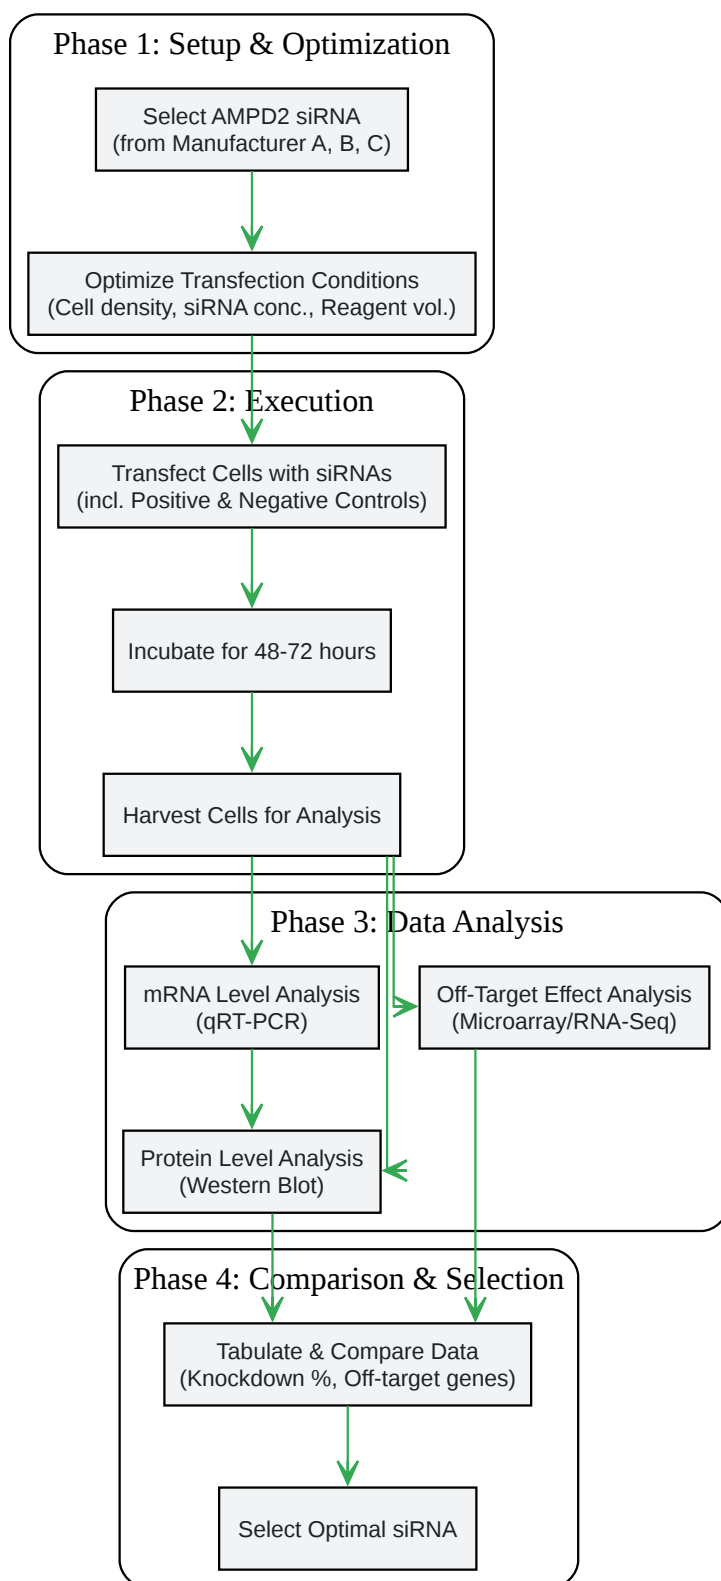 Phase 1: Setup & Optimization
Select AMPD2 siRNA
(from Manufacturer A, B, C)
Optimize Transfection Conditions
(Cell density, siRNA conc., Reagent vol.)
Phase 2: Execution
Transfect Cells with siRNAs
(incl. Positive & Negative Controls)
Incubate for 48-72 hours
Harvest Cells for Analysis
Phase 3: Data Analysis
mRNA Level Analysis
(qRT-PCR)
Off-Target Effect Analysis
(Microarray/RNA-Seq)
Protein Level Analysis
(Western Blot)
Phase 4: Comparison & Selection
Tabulate & Compare Data
(Knockdown %, Off-target genes)
Select Optimal siRNA